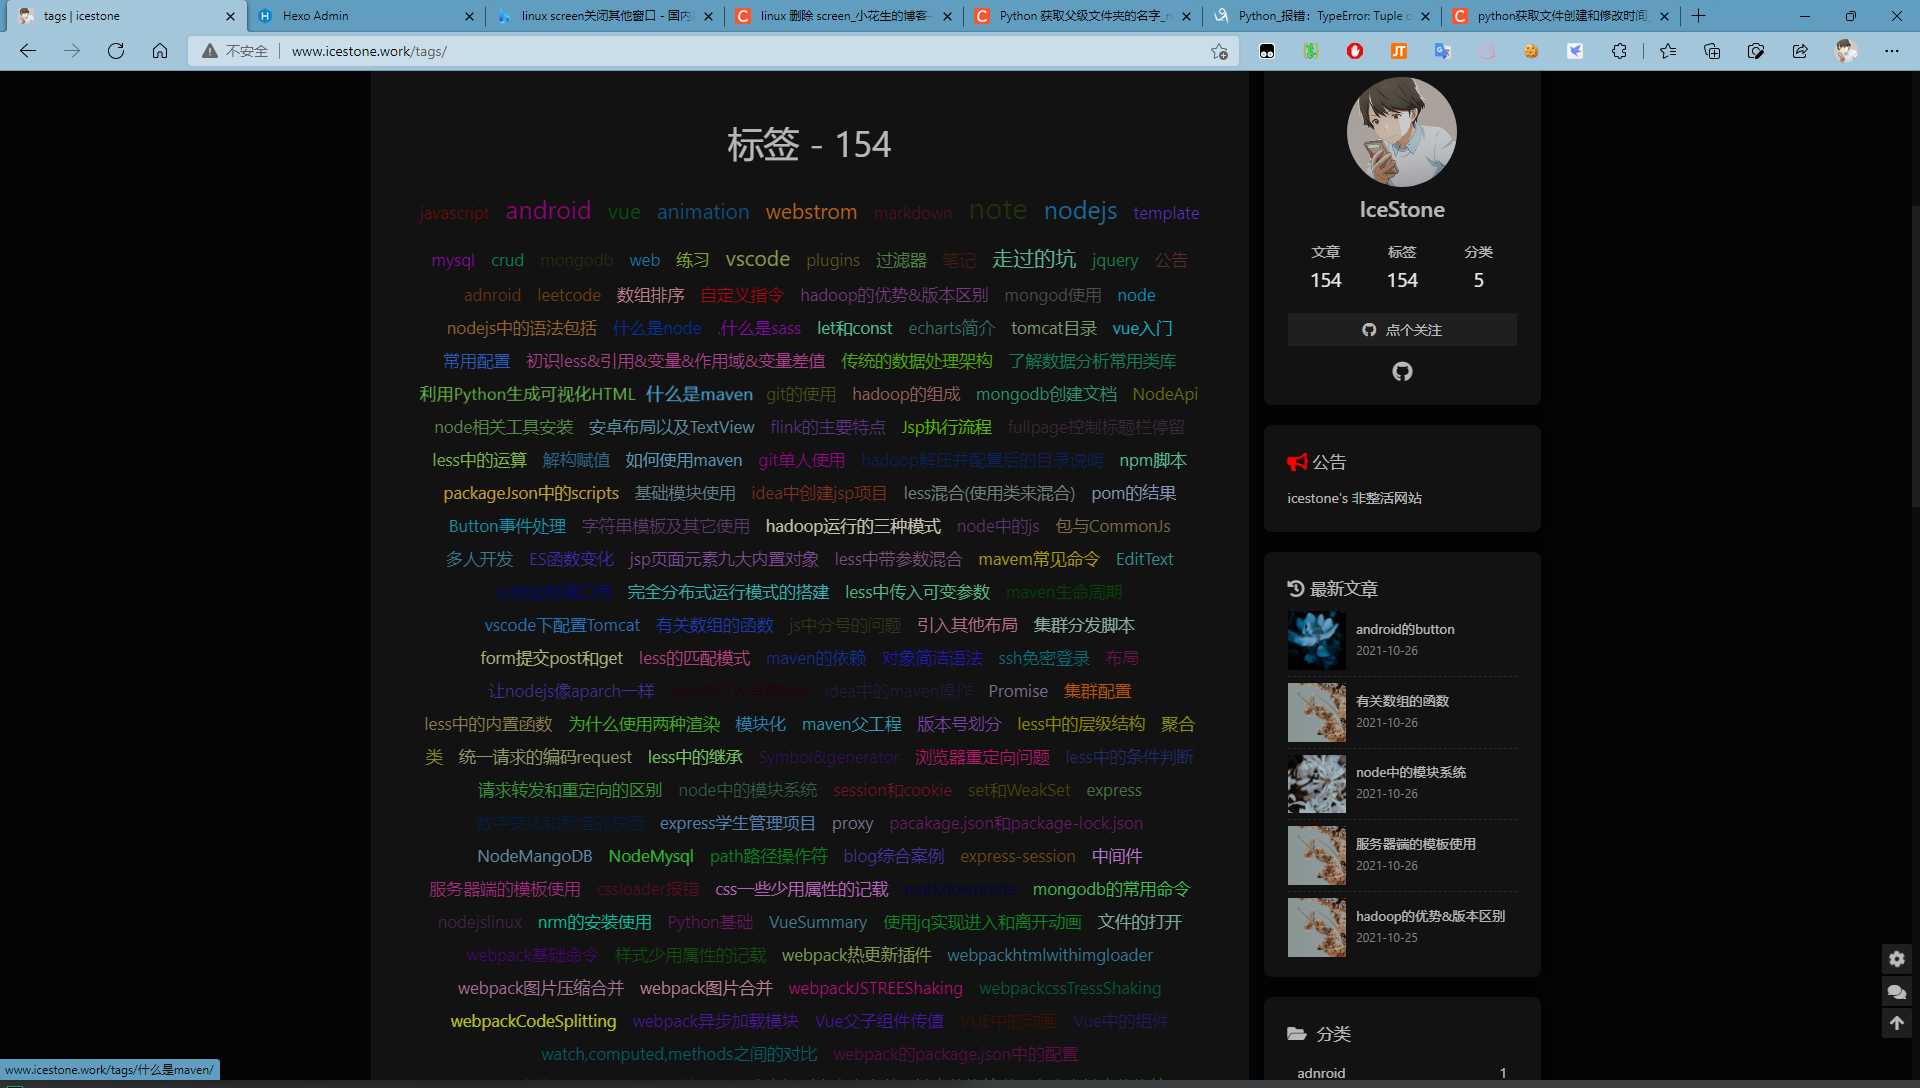 tags | icestone
Hexo Admin
linux screen关闭其他窗口 - 国内
linux 删除 screen_小花生的博客-
Python 获取父级文件夹的名字_
Python_报错：TypeError: Tuple
python获取文件创建和修改时间
不安全
www.icestone.work/tags/
标签 - 154
javascript android vue animation webstrom markdown note nodejs template
mysql crud mongodb web 练习 vscode plugins 过滤器 笔记 走过的坑 jquery 公告
adnroid leetcode 数组排序 自定义指令 hadoop的优势&版本区别 mongod使用 node
nodejs中的语法包括 什么是node .什么是sass let和const echarts简介 tomcat目录 vue入门
常用配置 初识less&引用&变量&作用域&变量差值 传统的数据处理架构 了解数据分析常用类库
利用Python生成可视化HTML 什么是maven git的使用 hadoop的组成 mongodb创建文档 NodeApi
node相关工具安装 安卓布局以及TextView flink的主要特点 Jsp执行流程 fullpage控制标题栏停留
less中的运算 解构赋值 如何使用maven git单人使用 hadoop解压并配置后的目录说明 npm脚本
packageJson中的scripts 基础模块使用 idea中创建jsp项目 less混合(使用类来混合) pom的结果
Button事件处理 字符串模板及其它使用 hadoop运行的三种模式 node中的js 包与CommonJs
多人开发 ES函数变化 jsp页面元素九大内置对象 less中带参数混合 mavem常见命令 EditText
完全分布式运行模式的搭建 less中传入可变参数 maven生命周期
vscode下配置Tomcat 有关数组的函数 js中分号的问题 引入其他布局 集群分发脚本
form提交post和get less的匹配模式 maven的依赖 对象简洁语法 ssh免密登录 布局
让nodejs像aparch一样 idea中的maven操作 Promise 集群配置
less中的内置函数 为什么使用两种渲染 模块化 maven父工程 版本号划分 less中的层级结构 聚合
类 统一请求的编码request less中的继承 Symbol&generator 浏览器重定向问题 less中的条件判断
请求转发和重定向的区别 node中的模块系统 session和cookie set和WeakSet express
数字变化和新增的东西 express学生管理项目 proxy pacakage.json和package-lock.json
NodeMangoDB NodeMysql path路径操作符 blog综合案例 express-session 中间件
服务器端的模板使用 cssloader报错 css一些少用属性的记载 markdownnote mongodb的常用命令
nodejslinux nrm的安装使用 Python基础 VueSummary 使用jq实现进入和离开动画 文件的打开
webpack基础命令 样式少用属性的记载 webpack热更新插件 webpackhtmlwithimgloader
webpack图片压缩合并 webpack图片合并 webpackJSTREEShaking webpackcssTressShaking
webpackCodeSplitting webpack异步加载模块 Vue父子组件传值 VUE中的动画 Vue中的组件
watch,computed,methods之间的对比 webpack的package.json中的配置
IceStone
文章 标签 分类
154 154 5
点个关注
公告
icestone's 非整活网站
最新文章
android的button
2021-10-26
有关数组的函数
2021-10-26
node中的模块系统
2021-10-26
服务器端的模板使用
2021-10-26
hadoop的优势&版本区别
2021-10-25
分类
adnroid 1
www.icestone.work/tags/什么是maven/